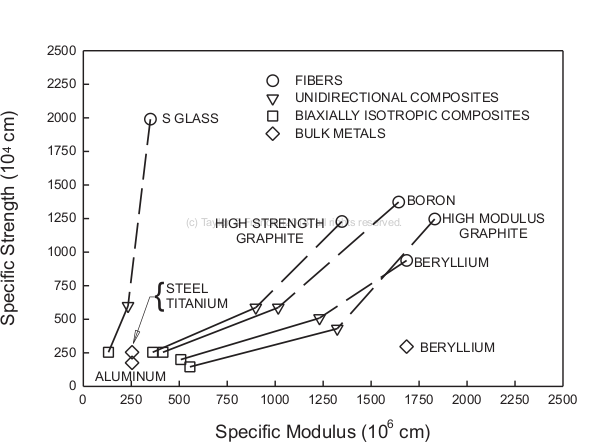 2500
2250
2000
1750
1500
1250
1000
750
500
250
0
Specific Strength (10⁴ cm)
FIBERS
UNIDIRECTIONAL COMPOSITES
BIAXIALLY ISOTROPIC COMPOSITES
BULK METALS
S GLASS
BORON
HIGH STRENGTH
GRAPHITE
HIGH MODULUS
GRAPHITE
BERYLLIUM
STEEL
TITANIUM
BERYLLIUM
ALUMINUM
0 250 500 750 1000 1250 1500 1750 2000 2250 2500
Specific Modulus (10⁶ cm)